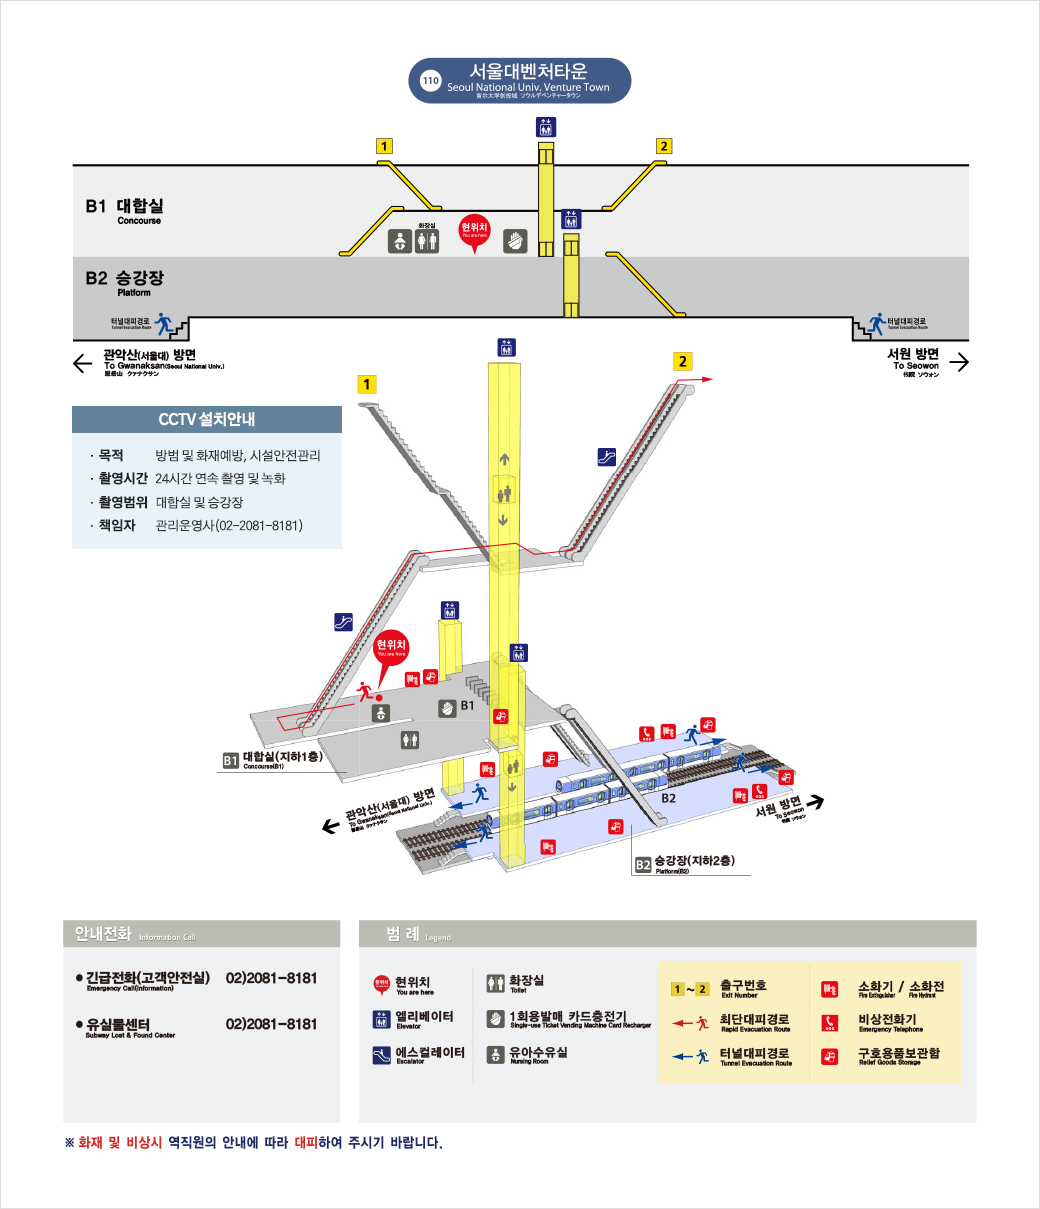 110
서울대벤처타운
Seoul National Univ. Venture Town
首尔大学创投城 ソウルデベンチャータウン
1
2
B1 대합실
Concourse
화장실
현위치
You are here
B2 승강장
Platform
터널대피경로
Tunnel Evacuation Route
터널대피경로
Tunnel Evacuation Route
관악산(서울대) 방면
To Gwanaksan(Seoul National Univ.)
冠岳山 クァナクサン
서원 방면
To Seowon
书院 ソウォン
1
2
CCTV 설치안내
· 목적 방범 및 화재예방, 시설안전관리
· 촬영시간 24시간 연속 촬영 및 녹화
· 촬영범위 대합실 및 승강장
· 책임자 관리운영사(02-2081-8181)
현위치
You are here
B1
B1 대합실(지하1층)
Concourse(B1)
관악산(서울대) 방면
To Gwanaksan(Seoul National Univ.)
冠岳山 クァナクサン
B2
서원 방면
To Seowon
书院 ソウォン
B2 승강장(지하2층)
Platform(B2)
안내전화 Information Call
● 긴급전화(고객안전실) 02)2081-8181
Emergency Call(Information)
● 유실물센터 02)2081-8181
Subway Lost & Found Center
범 례 Legend
현위치
현위치
You are here
엘리베이터
Elevator
에스컬레이터
Escalator
화장실
Toilet
1회용발매 카드충전기
Single-use Ticket Vending Machine Card Recharger
유아수유실
Nursing Room
1 ~ 2 출구번호
Exit Number
최단대피경로
Rapid Evacuation Route
터널대피경로
Tunnel Evacuation Route
소화기 / 소화전
Fire Extinguisher Fire Hydrant
비상전화기
Emergency Telephone
구호용품보관함
Relief Goods Storage
※ 화재 및 비상시 역직원의 안내에 따라 대피하여 주시기 바랍니다.